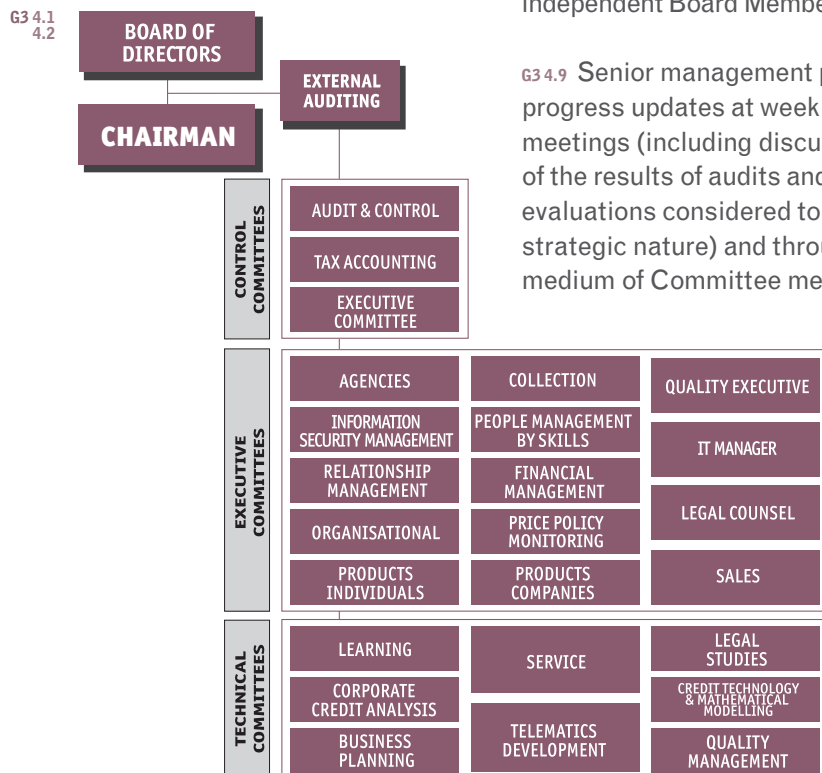 G3 4.1
4.2
BOARD OF
DIRECTORS
EXTERNAL
AUDITING
CHAIRMAN
Independent Board
G3 4.9 Senior management
progress updates at
meetings (including
of the results of audits and
evaluations considered to
strategic nature) and
medium of Committee
CONTROL
COMMITTEES
AUDIT & CONTROL
TAX ACCOUNTING
EXECUTIVE
COMMITTEE
EXECUTIVE
COMMITTEES
AGENCIES
INFORMATION
SECURITY MANAGEMENT
RELATIONSHIP
MANAGEMENT
ORGANISATIONAL
PRODUCTS
INDIVIDUALS
COLLECTION
PEOPLE MANAGEMENT
BY SKILLS
FINANCIAL
MANAGEMENT
PRICE POLICY
MONITORING
PRODUCTS
COMPANIES
QUALITY EXECUTIVE
IT MANAGER
LEGAL COUNSEL
SALES
TECHNICAL
COMMITTEES
LEARNING
CORPORATE
CREDIT ANALYSIS
BUSINESS
PLANNING
SERVICE
TELEMATICS
DEVELOPMENT
LEGAL
STUDIES
CREDIT TECHNOLOGY
& MATHEMATICAL
MODELLING
QUALITY
MANAGEMENT